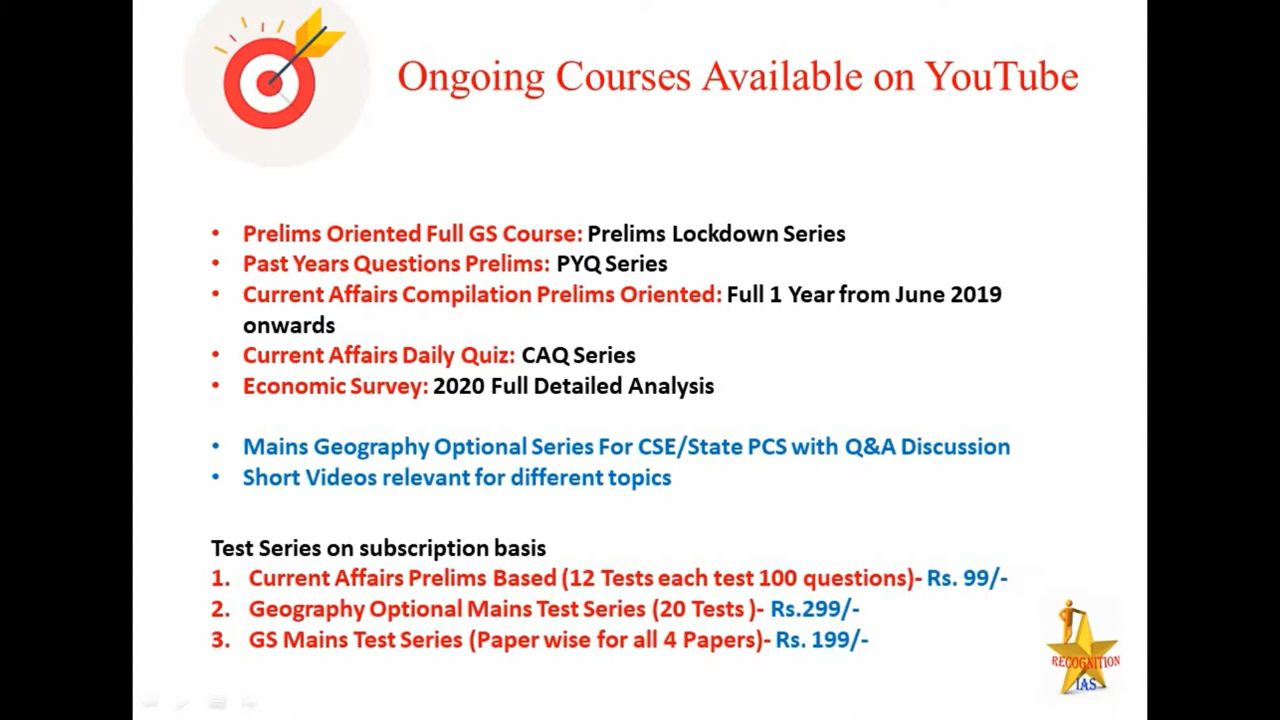 Ongoing Courses Available on YouTube
• Prelims Oriented Full GS Course: Prelims Lockdown Series
• Past Years Questions Prelims: PYQ Series
• Current Affairs Compilation Prelims Oriented: Full 1 Year from June 2019
onwards
• Current Affairs Daily Quiz: CAQ Series
• Economic Survey: 2020 Full Detailed Analysis
• Mains Geography Optional Series For CSE/State PCS with Q&A Discussion
• Short Videos relevant for different topics
Test Series on subscription basis
1. Current Affairs Prelims Based (12 Tests each test 100 questions)- Rs. 99/-
2. Geography Optional Mains Test Series (20 Tests )- Rs.299/-
3. GS Mains Test Series (Paper wise for all 4 Papers)- Rs. 199/-
RECOGNITION
IAS